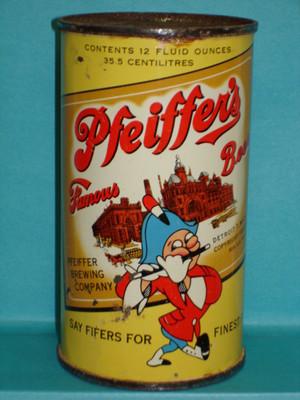 CONTENTS 12 FLUID OUNCES
35.5 CENTILITRES
Pfeiffer's
Famous
PFEIFFER
BREWING
COMPANY
DETROIT
SAY FIFERS FOR FINEST